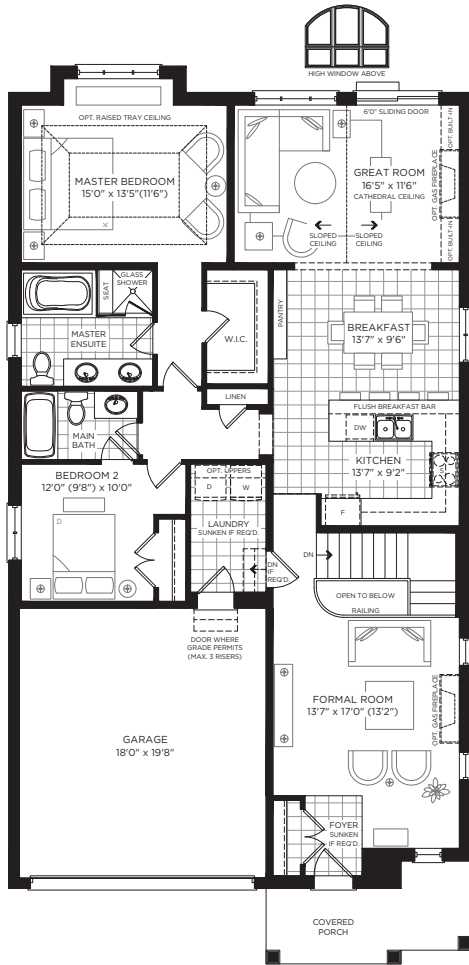 HIGH WINDOW ABOVE
OPT. RAISED TRAY CEILING
MASTER BEDROOM
15'0" x 13'5"(11'6")
K
6'0" SLIDING DOOR
OPT. BUILT-IN
GREAT ROOM
16'5" x 11'6"
CATHEDRAL CEILING
OPT. GAS FIREPLACE
SLOPED
CEILING
SLOPED
CEILING
OPT. BUILT-IN
SEAT
GLASS
SHOWER
MASTER
ENSUITE
W.I.C.
PANTRY
BREAKFAST
13'7" x 9'6"
LINEN
FLUSH BREAKFAST BAR
DW
MAIN
BATH
KITCHEN
13'7" x 9'2"
S
F
BEDROOM 2
12'0" (9'8") x 10'0"
D
OPT. UPPERS
D
W
LAUNDRY
SUNKEN IF REQ'D.
DN
IF
REQ'D.
DN
OPEN TO BELOW
RAILING
DOOR WHERE
GRADE PERMITS
(MAX. 3 RISERS)
FORMAL ROOM
13'7" x 17'0" (13'2")
OPT. GAS FIREPLACE
GARAGE
18'0" x 19'8"
FOYER
SUNKEN
IF REQ'D.
COVERED
PORCH